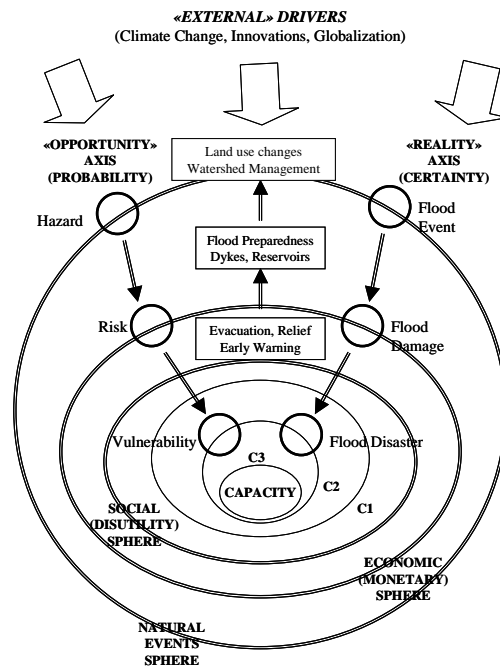 «EXTERNAL» DRIVERS
(Climate Change, Innovations, Globalization)
«OPPORTUNITY»
AXIS
(PROBABILITY)
Land use changes
Watershed Management
«REALITY»
AXIS
(CERTAINTY)
Hazard
Flood
Event
Flood Preparedness
Dykes, Reservoirs
Risk
Evacuation, Relief
Early Warning
Flood
Damage
Vulnerability
Flood Disaster
C3
CAPACITY
C2
C1
SOCIAL
(DISUTILITY)
SPHERE
ECONOMIC
(MONETARY)
SPHERE
NATURAL
EVENTS
SPHERE